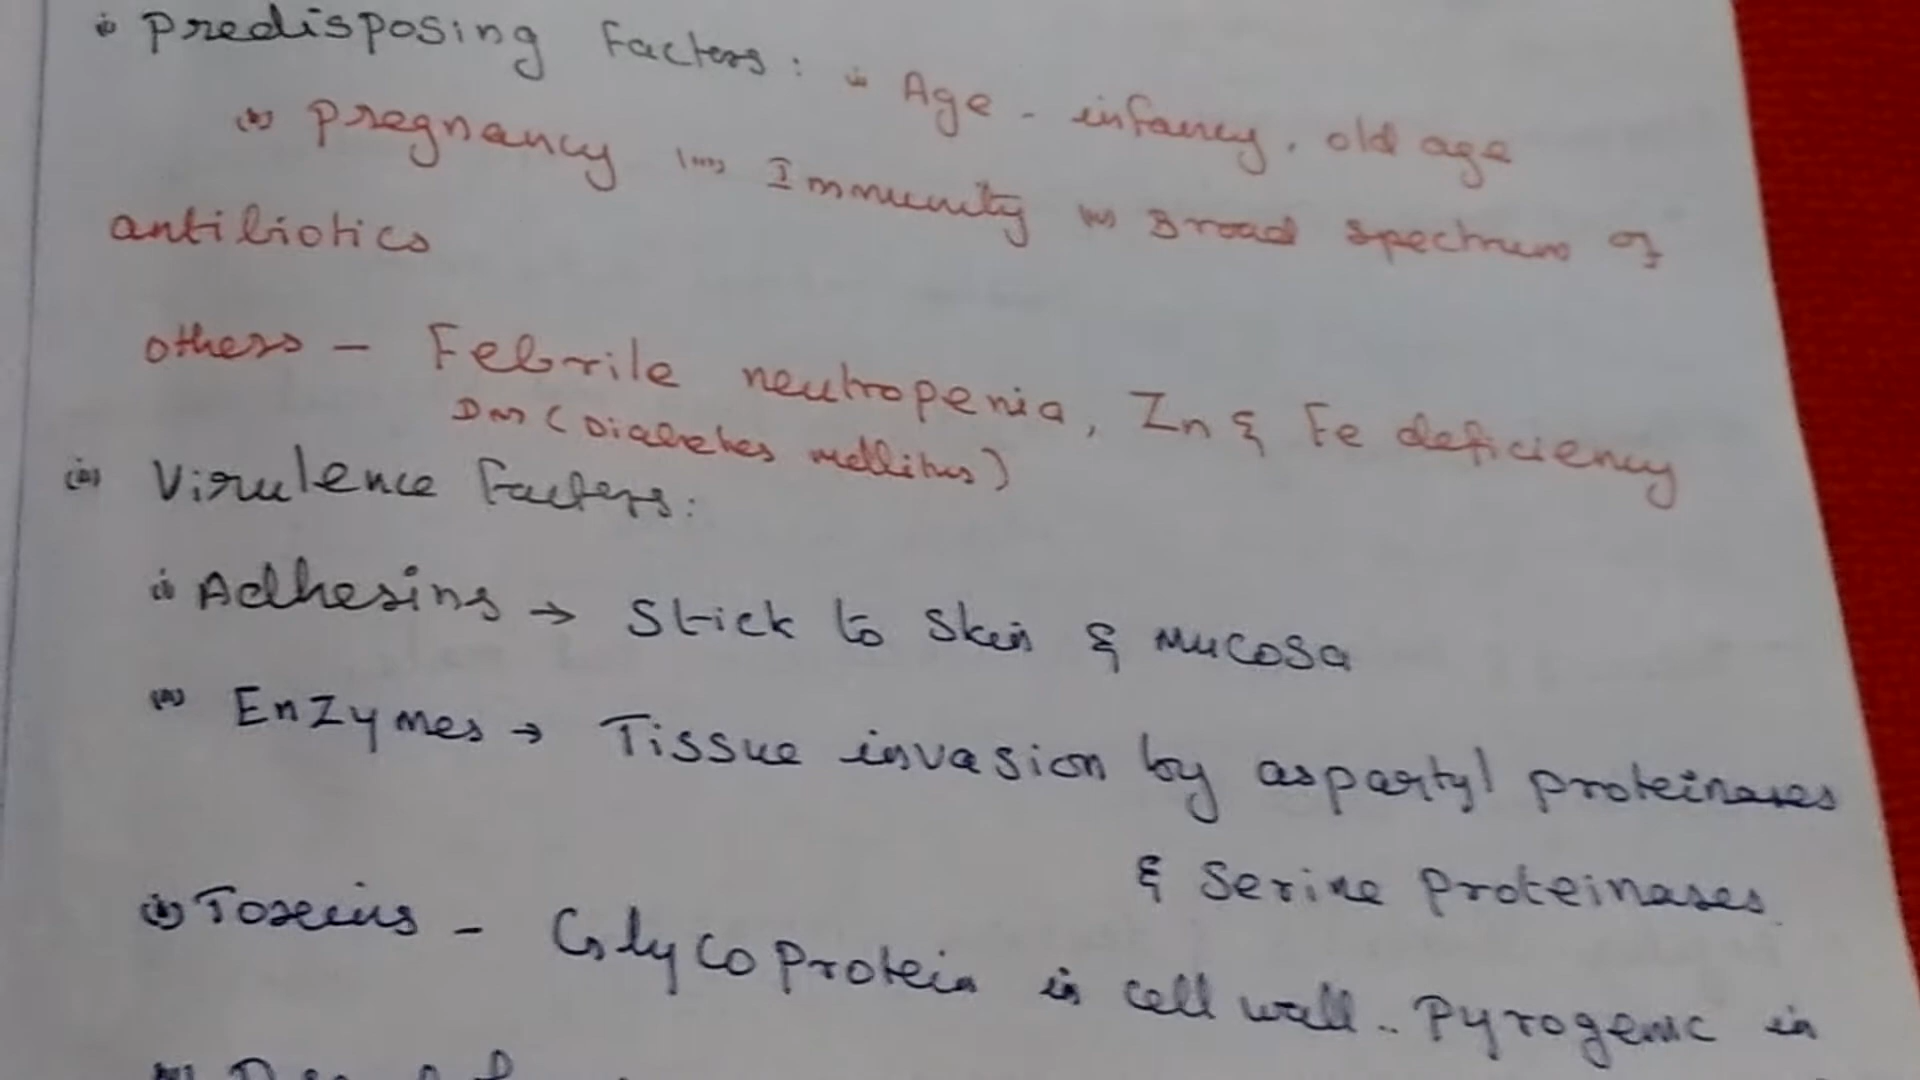 i) Predisposing Factors: i) Age - infancy, old age
ii) Pregnancy iii) Immunity iv) Broad spectrum of
antibiotics
others - Febrile neutropenia, Zn & Fe deficiency
DM (Diabetes mellitus)
ii) Virulence Factors:
i) Adhesins → Stick to Skin & Mucosa
ii) Enzymes → Tissue invasion by aspartyl proteinases
& Serine Proteinases.
iii) Toxins - Glycoprotein in cell wall.. Pyrogenic in